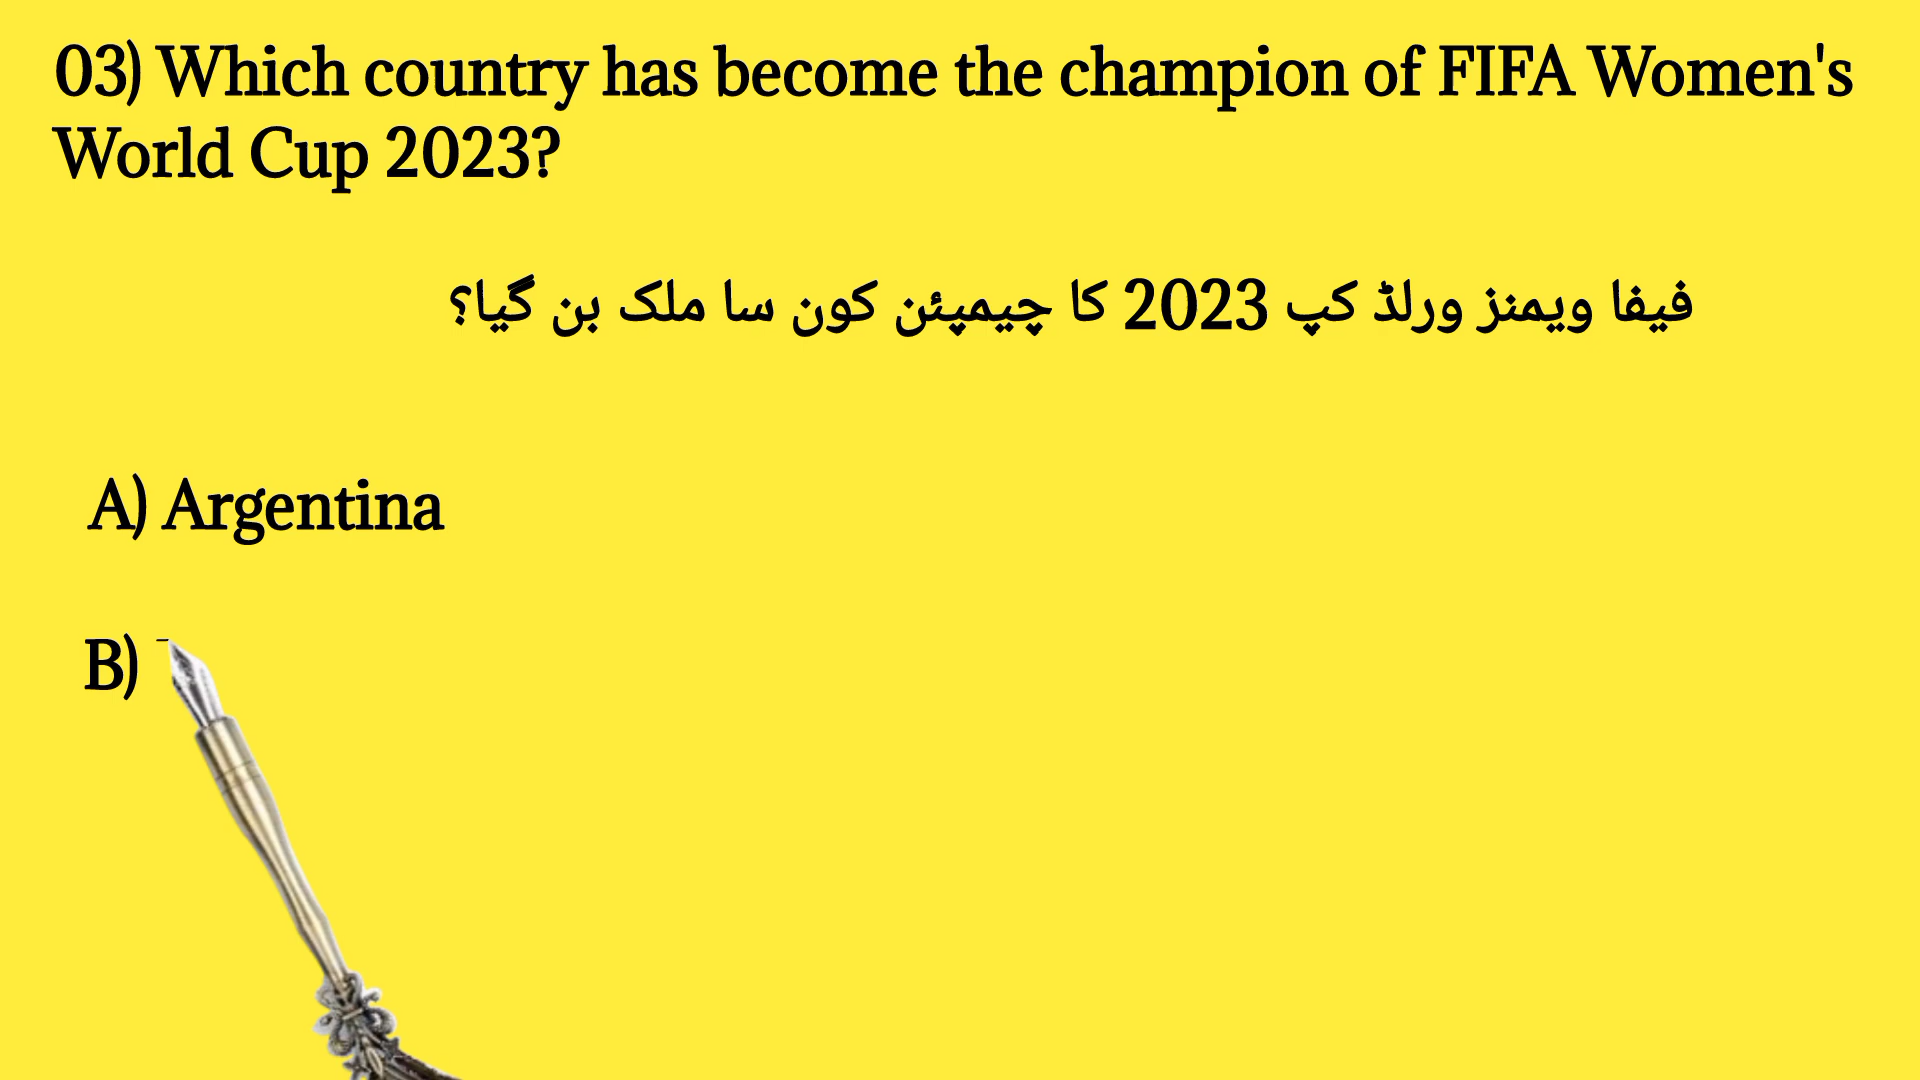 03) Which country has become the champion of FIFA Women's
World Cup 2023?
فیفا ویمنز ورلڈ کپ 2023 کا چیمپئن کون سا ملک بن گیا؟
A) Argentina
B)